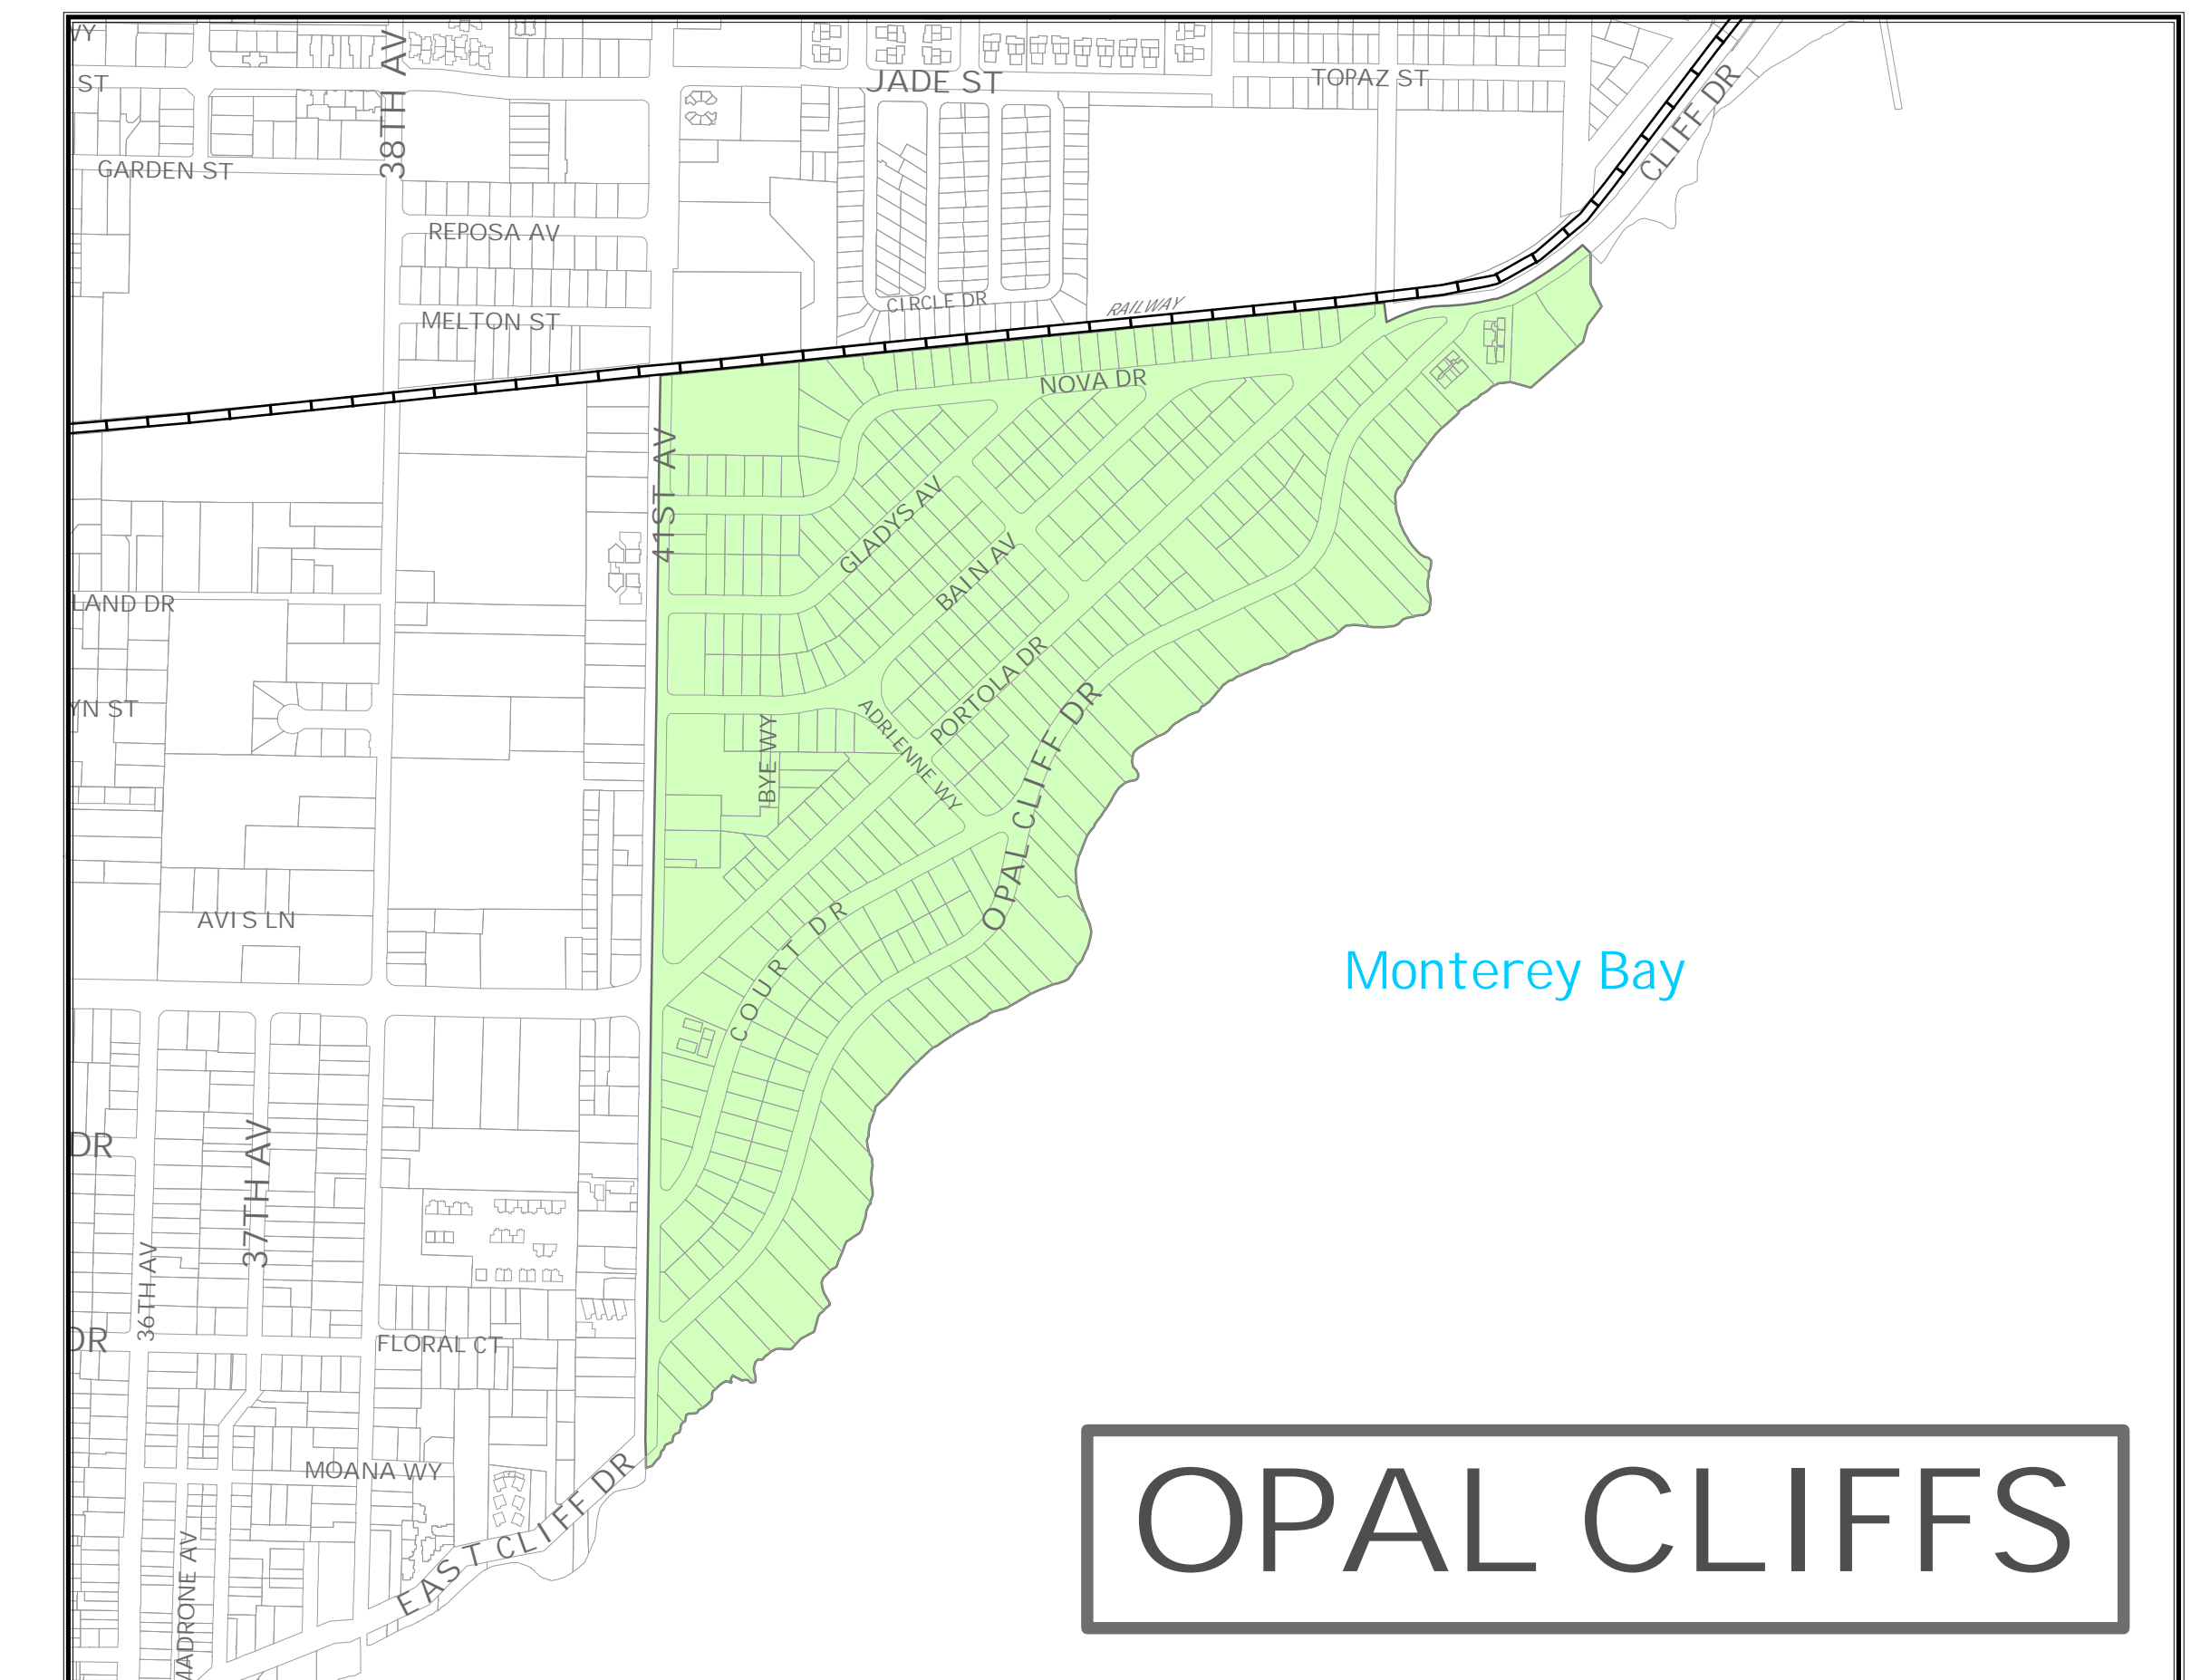 VY
38TH AV
JADE ST
TOPAZ ST
CLIFF DR
ST
GARDEN ST
REPOSA AV
MELTON ST
CIRCLE DR
RAILWAY
NOVA DR
41ST AV
GLADYS AV
BAIN AV
LAND DR
YN ST
BYE WY
ADRIENNE WY
PORTOLA DR
OPAL CLIFF DR
AVIS LN
COURT DR
Monterey Bay
DR
37TH AV
36TH AV
DR
FLORAL CT
MOANA WY
EAST CLIFF DR
MADRONE AV
OPAL CLIFFS